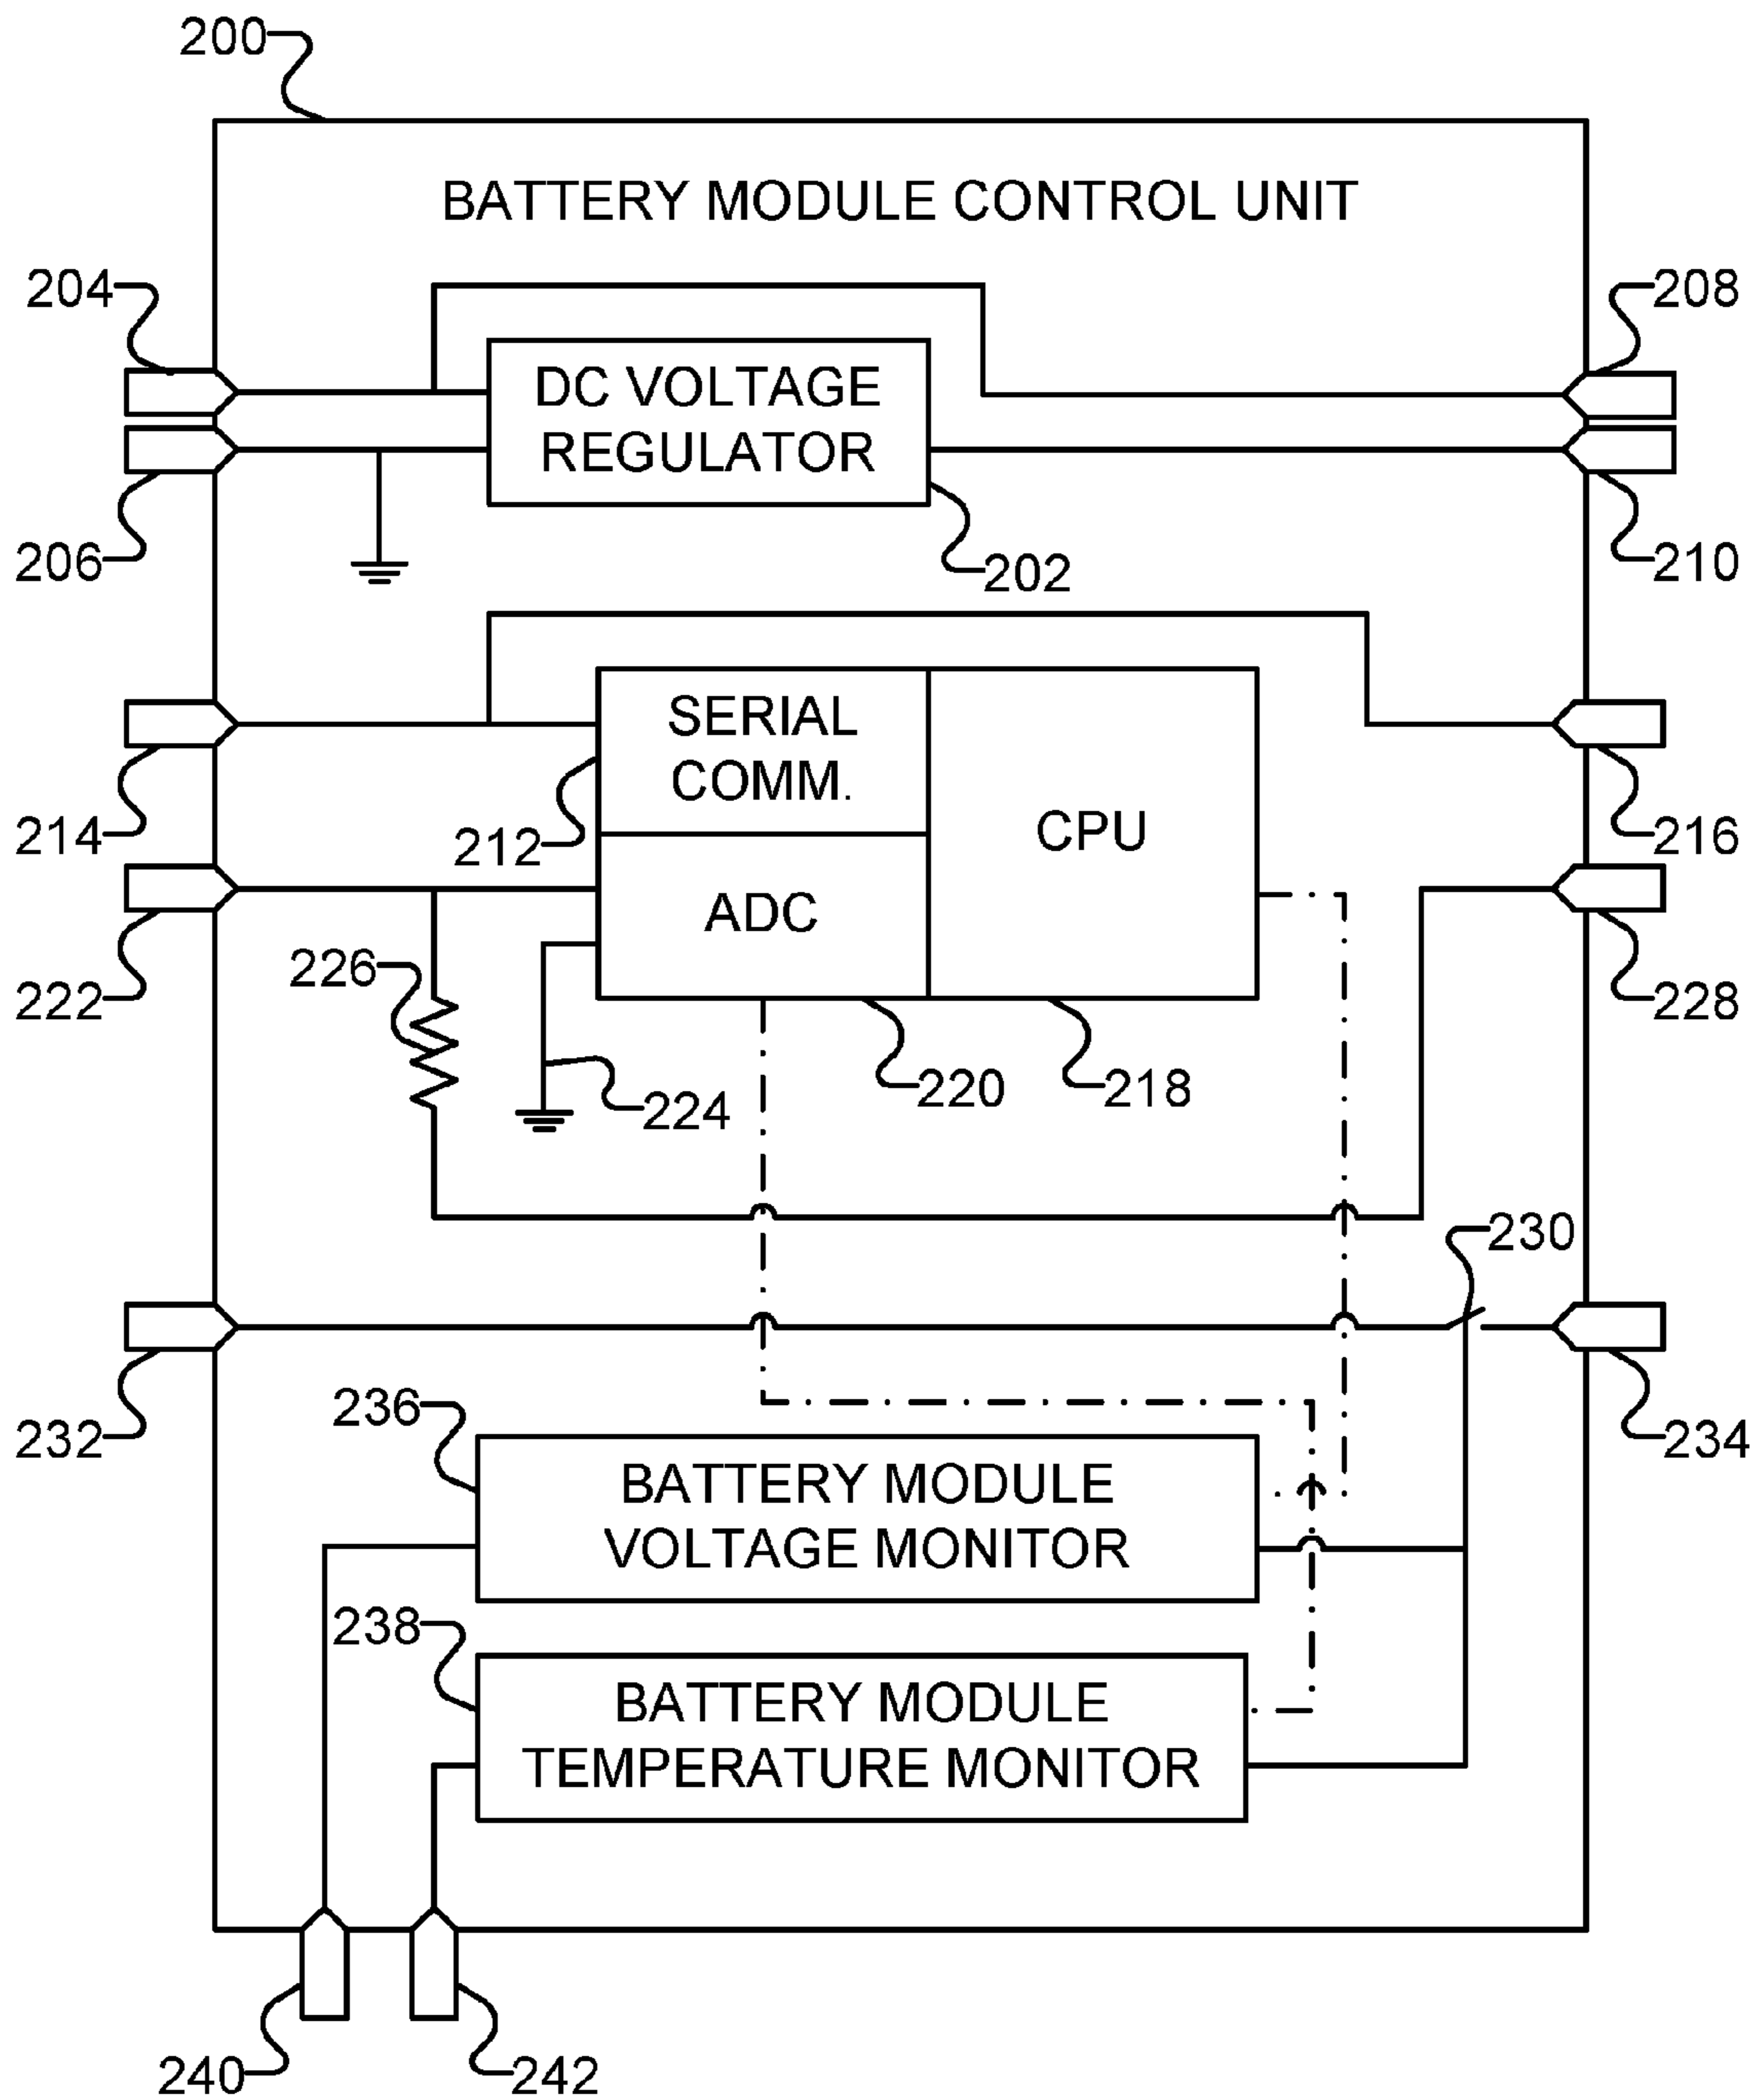 200
BATTERY MODULE CONTROL UNIT
204
208
DC VOLTAGE
REGULATOR
206
202
210
SERIAL
COMM.
CPU
214
212
216
ADC
226
222
228
224
220
218
230
232
236
234
BATTERY MODULE
VOLTAGE MONITOR
238
BATTERY MODULE
TEMPERATURE MONITOR
240
242